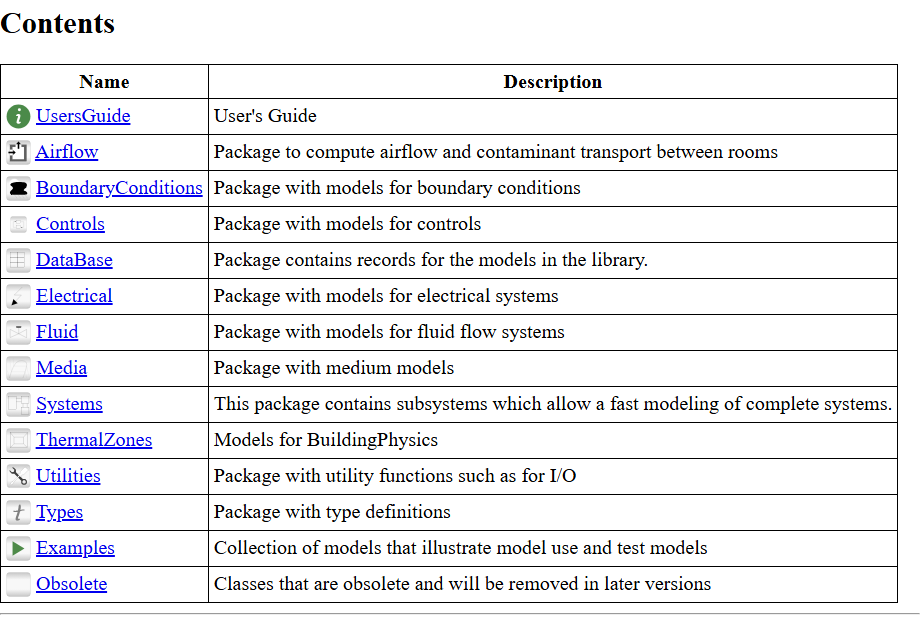 Contents
Name Description
UsersGuide User's Guide
Airflow Package to compute airflow and contaminant transport between rooms
BoundaryConditions Package with models for boundary conditions
Controls Package with models for controls
DataBase Package contains records for the models in the library.
Electrical Package with models for electrical systems
Fluid Package with models for fluid flow systems
Media Package with medium models
Systems This package contains subsystems which allow a fast modeling of complete systems.
ThermalZones Models for BuildingPhysics
Utilities Package with utility functions such as for I/O
Types Package with type definitions
Examples Collection of models that illustrate model use and test models
Obsolete Classes that are obsolete and will be removed in later versions